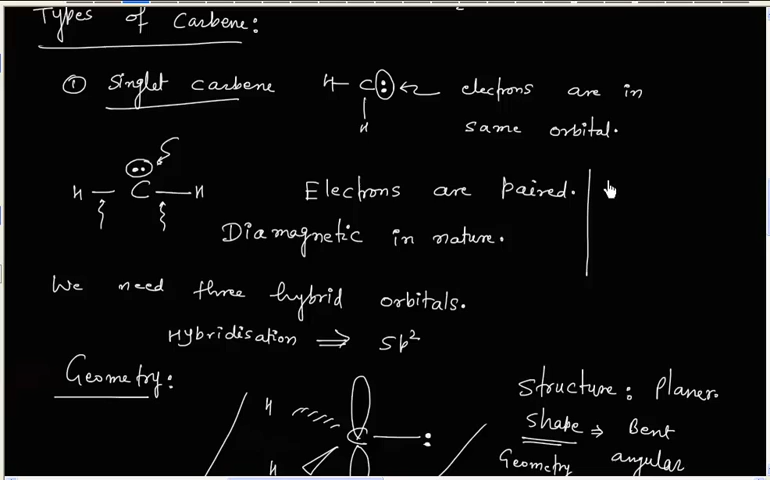 Types of Carbene:
① Singlet carbene
H — C : ← electrons are in
H
same orbital.
H — C — H
Electrons are paired.
Diamagnetic in nature.
We need three hybrid orbitals.
Hybridisation ⇒ sp²
Geometry:
H
C — :
H
Structure: Planer.
Shape ⇒ Bent
Geometry angular